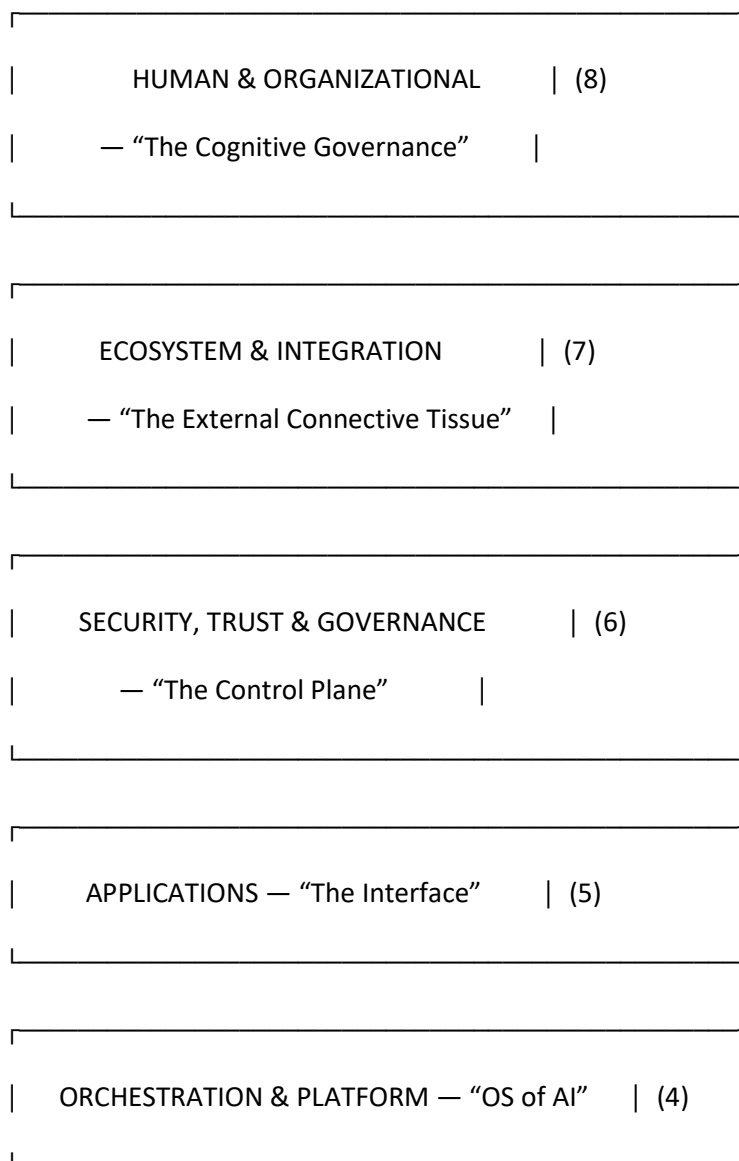 HUMAN & ORGANIZATIONAL (8)
— “The Cognitive Governance”
ECOSYSTEM & INTEGRATION (7)
— “The External Connective Tissue”
SECURITY, TRUST & GOVERNANCE (6)
— “The Control Plane”
APPLICATIONS — “The Interface” (5)
ORCHESTRATION & PLATFORM — “OS of AI” (4)